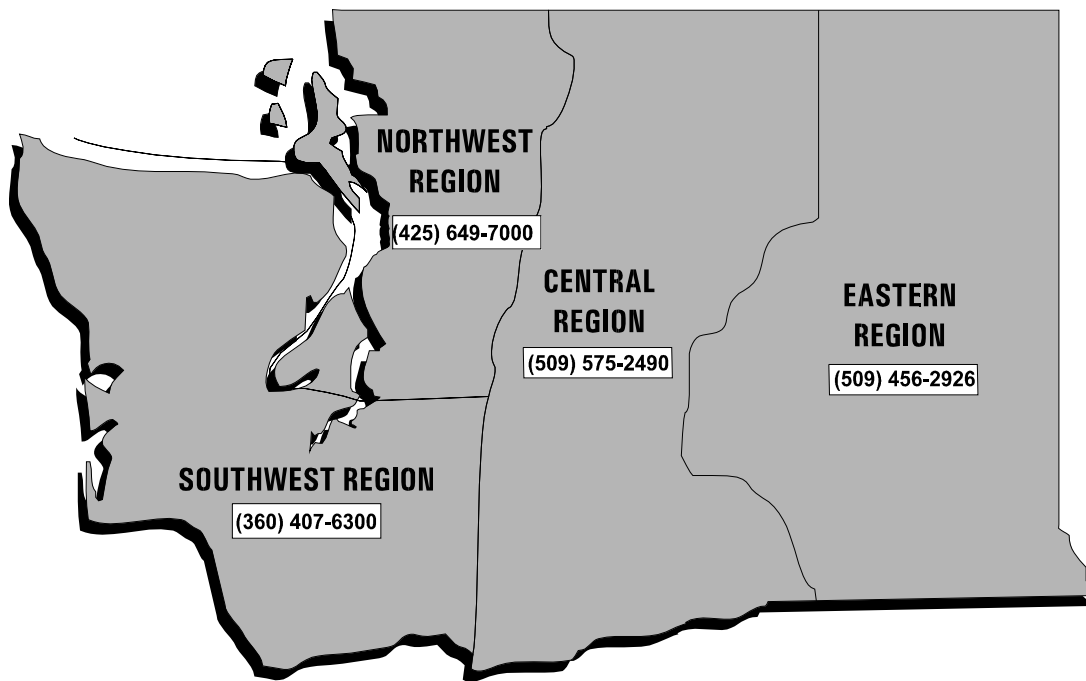 NORTHWEST
REGION
(425) 649-7000
CENTRAL
REGION
(509) 575-2490
EASTERN
REGION
(509) 456-2926
SOUTHWEST REGION
(360) 407-6300